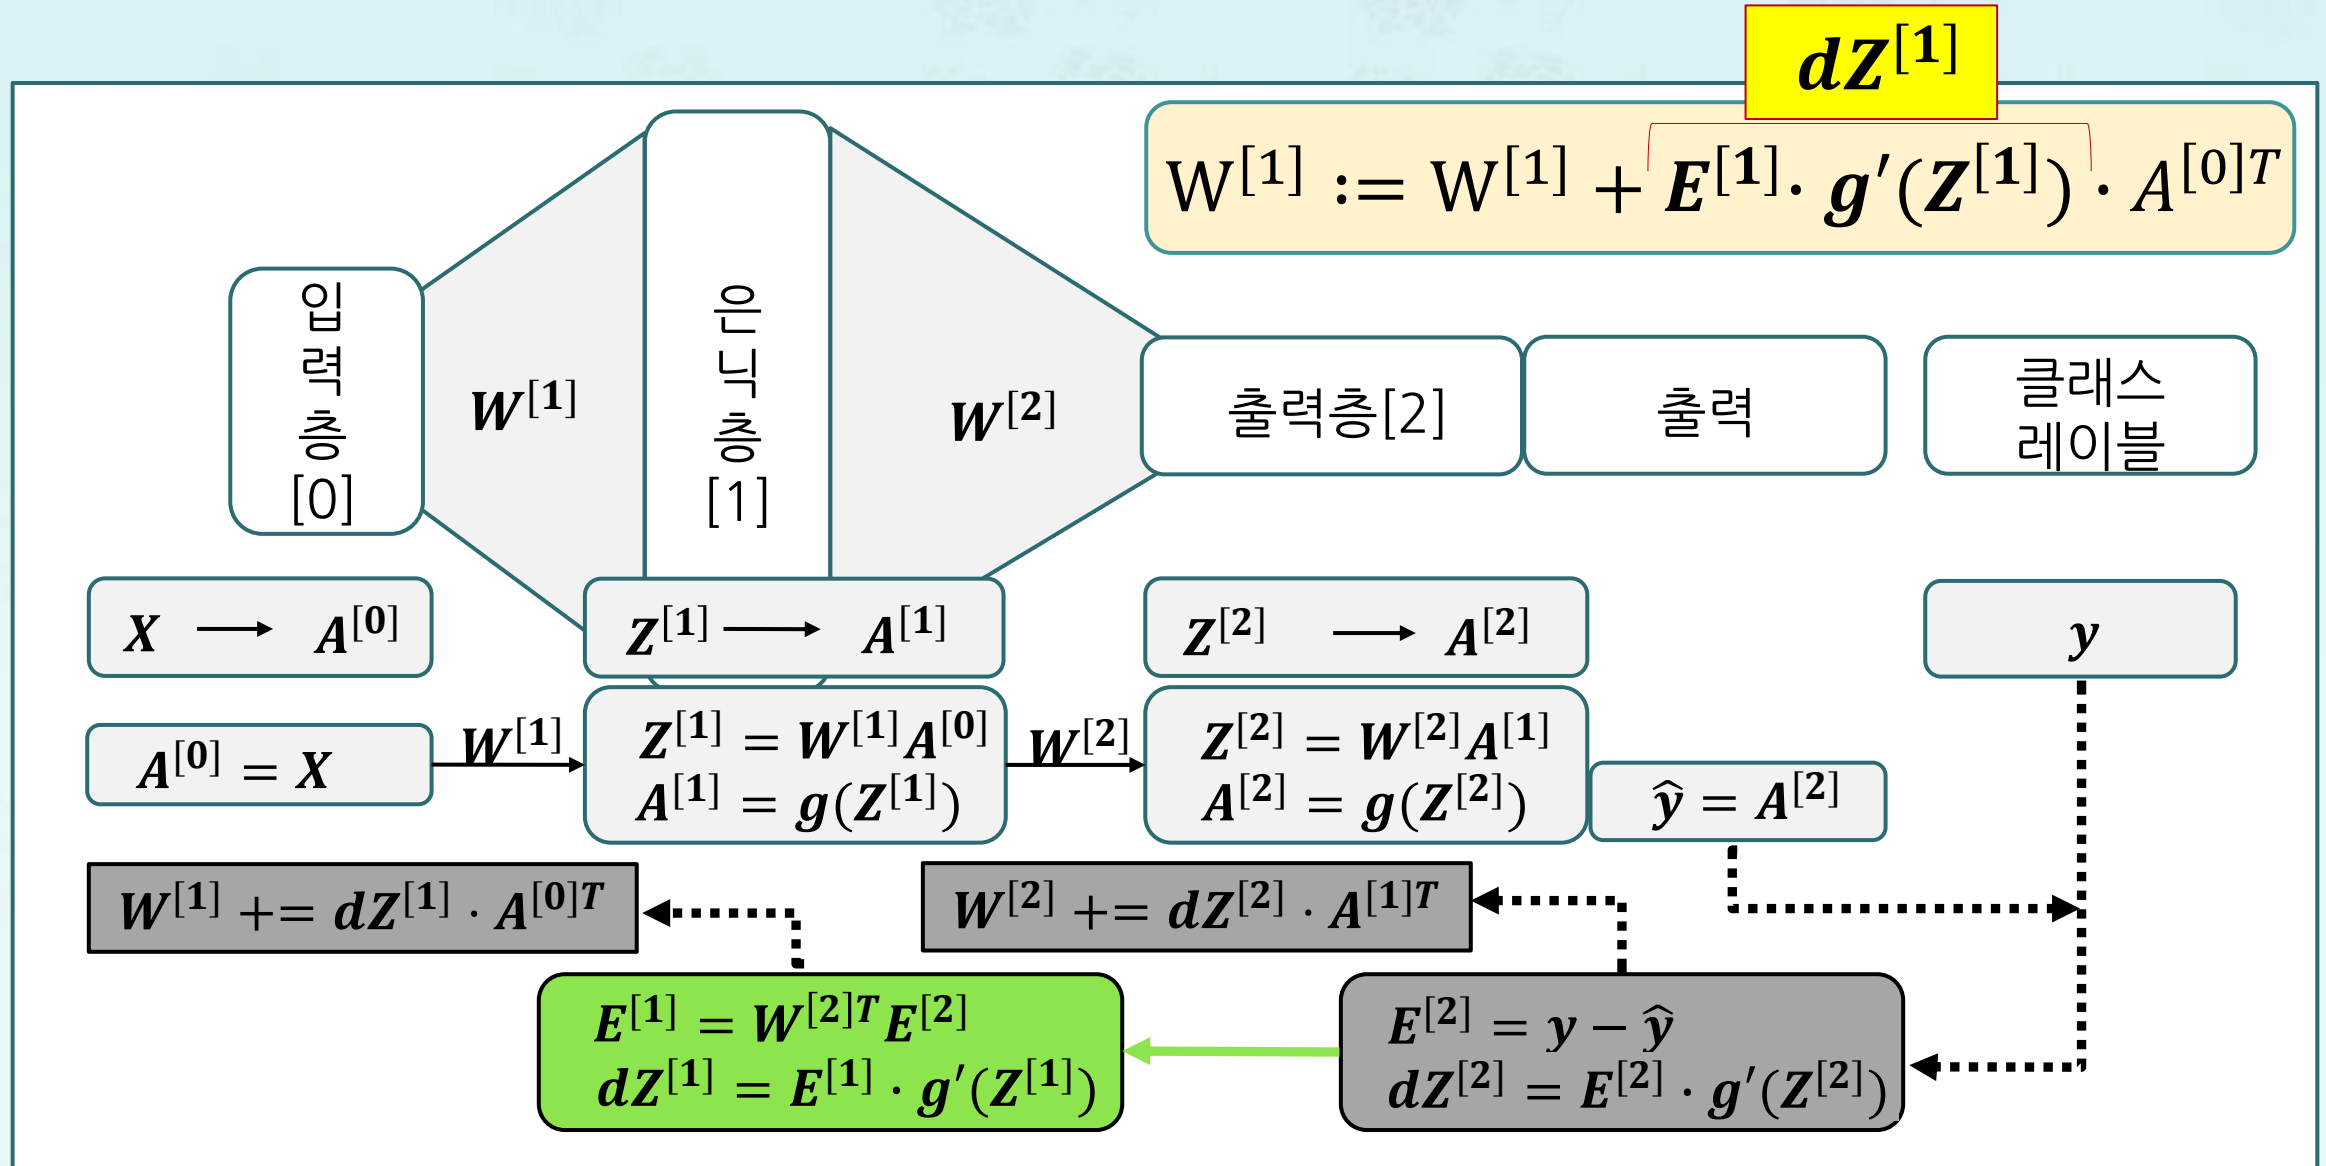 dZ^[1]
W^[1] := W^[1] + E^[1] · g′(Z^[1]) · A^[0]T
입
력
층
[0]
W^[1]
은
닉
층
[1]
W^[2]
출력층[2]
출력
클래스
레이블
X → A^[0]
Z^[1] → A^[1]
Z^[2] → A^[2]
y
A^[0] = X
W^[1]
Z^[1] = W^[1]A^[0]
A^[1] = g(Z^[1])
W^[2]
Z^[2] = W^[2]A^[1]
A^[2] = g(Z^[2])
ŷ = A^[2]
W^[1] += dZ^[1] · A^[0]T
W^[2] += dZ^[2] · A^[1]T
E^[1] = W^[2]T E^[2]
dZ^[1] = E^[1] · g′(Z^[1])
E^[2] = y − ŷ
dZ^[2] = E^[2] · g′(Z^[2])